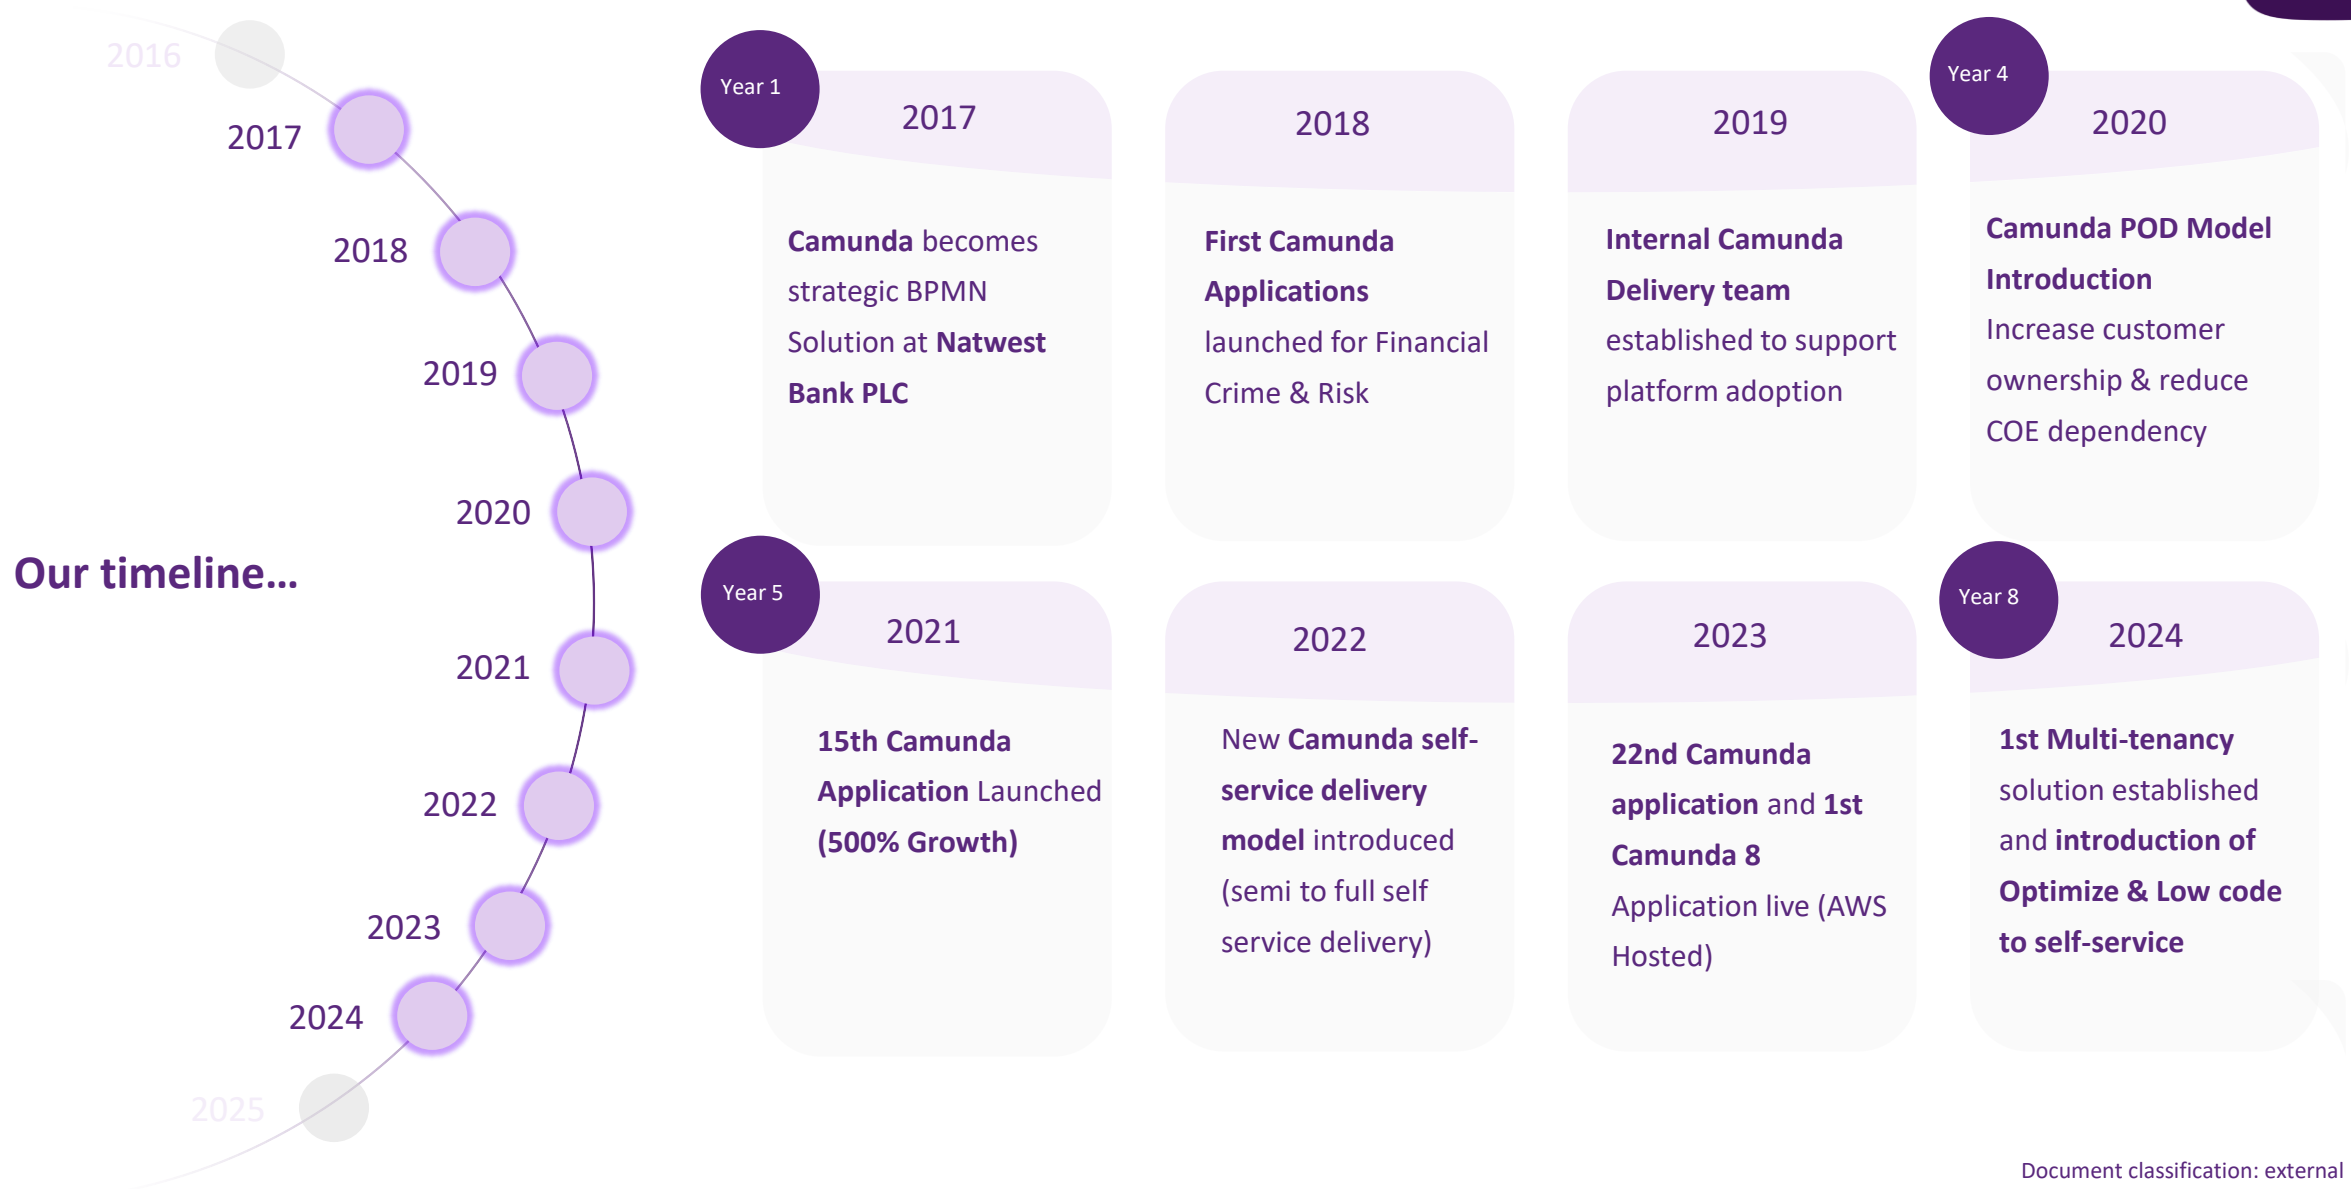 2016
2017
2018
2019
2020
Our timeline...
2021
2022
2023
2024
2025
Year 1
2017
Camunda becomes
strategic BPMN
Solution at Natwest
Bank PLC
2018
First Camunda
Applications
launched for Financial
Crime & Risk
2019
Internal Camunda
Delivery team
established to support
platform adoption
Year 4
2020
Camunda POD Model
Introduction
Increase customer
ownership & reduce
COE dependency
Year 5
2021
15th Camunda
Application Launched
(500% Growth)
2022
New Camunda self-
service delivery
model introduced
(semi to full self
service delivery)
2023
22nd Camunda
application and 1st
Camunda 8
Application live (AWS
Hosted)
Year 8
2024
1st Multi-tenancy
solution established
and introduction of
Optimize & Low code
to self-service
Document classification: external